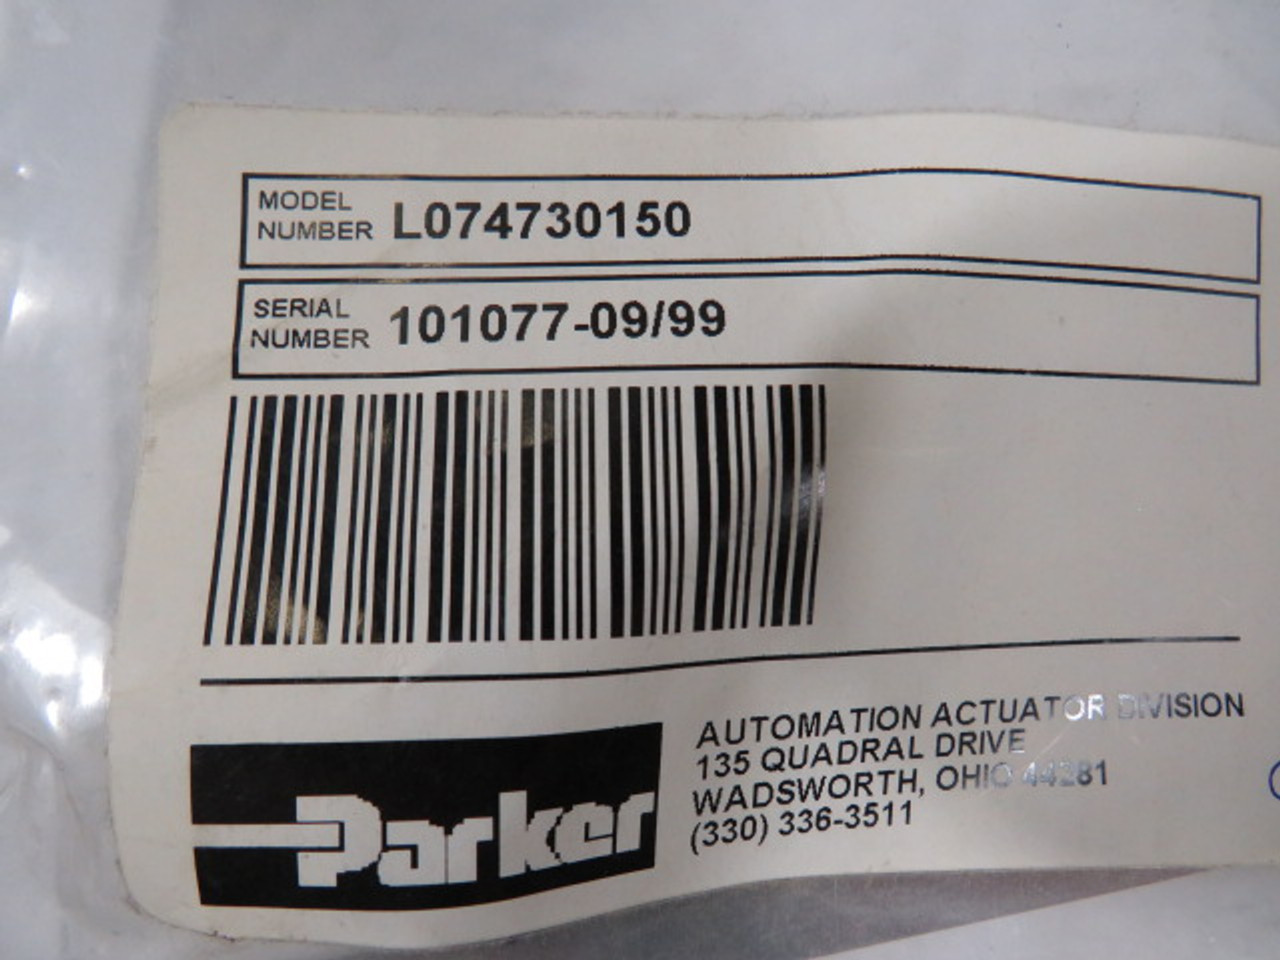 MODEL
NUMBER L074730150
SERIAL
NUMBER 101077-09/99
Parker
AUTOMATION ACTUATOR DIVISION
135 QUADRAL DRIVE
WADSWORTH, OHIO 44281
(330) 336-3511